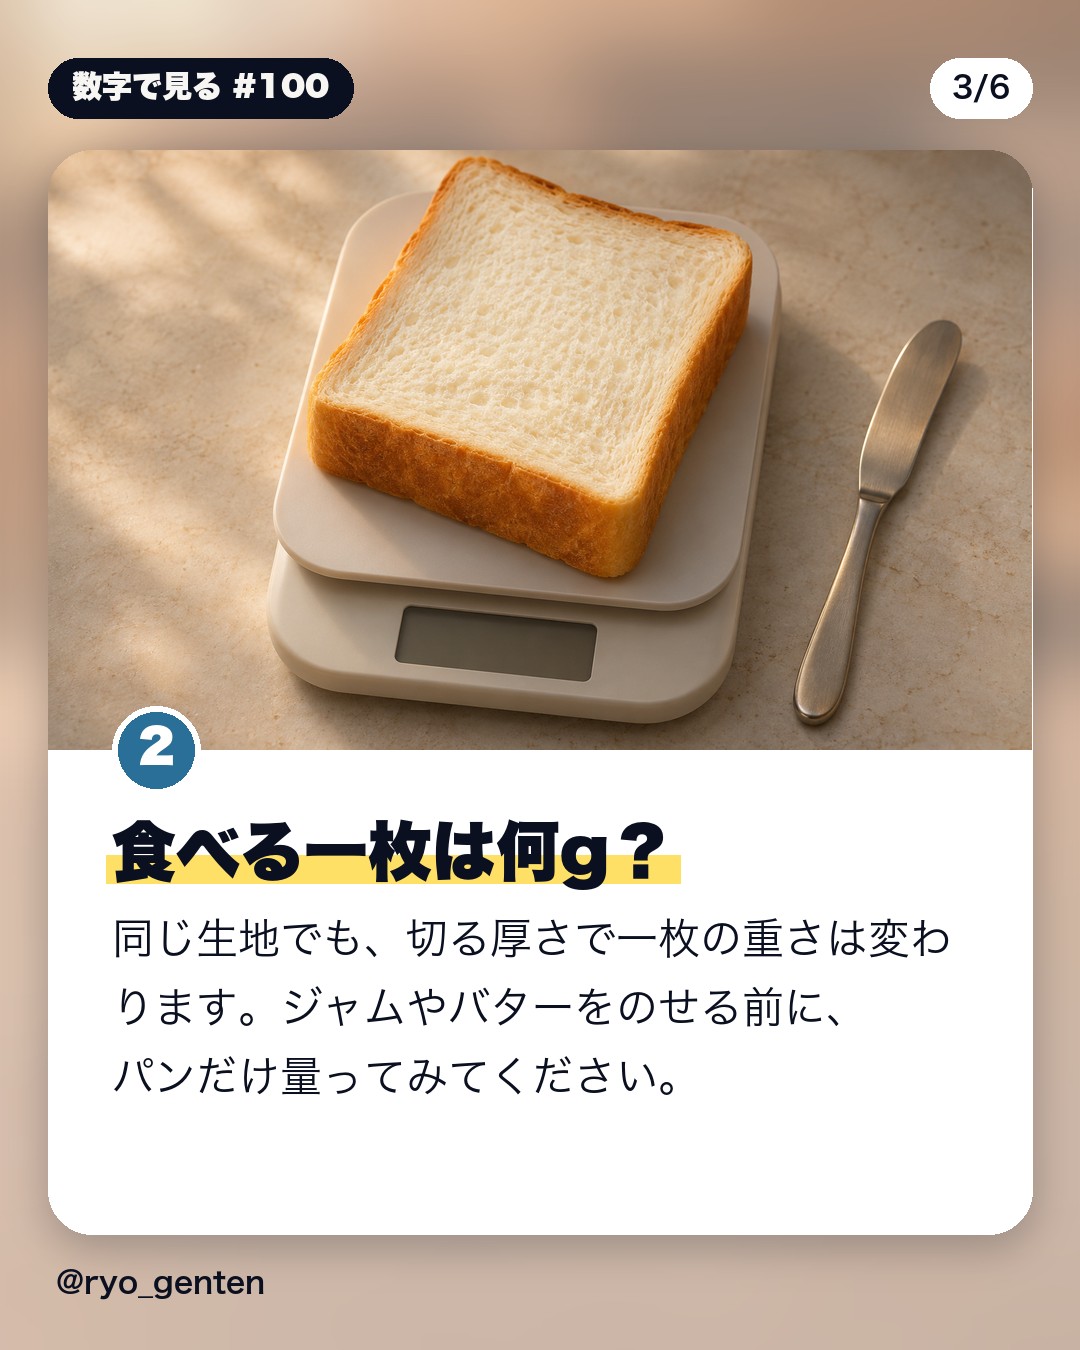 数字で見る #100
3/6
2
食べる一枚は何g？
同じ生地でも、切る厚さで一枚の重さは変わ
ります。ジャムやバターをのせる前に、
パンだけ量ってみてください。
@ryo_genten